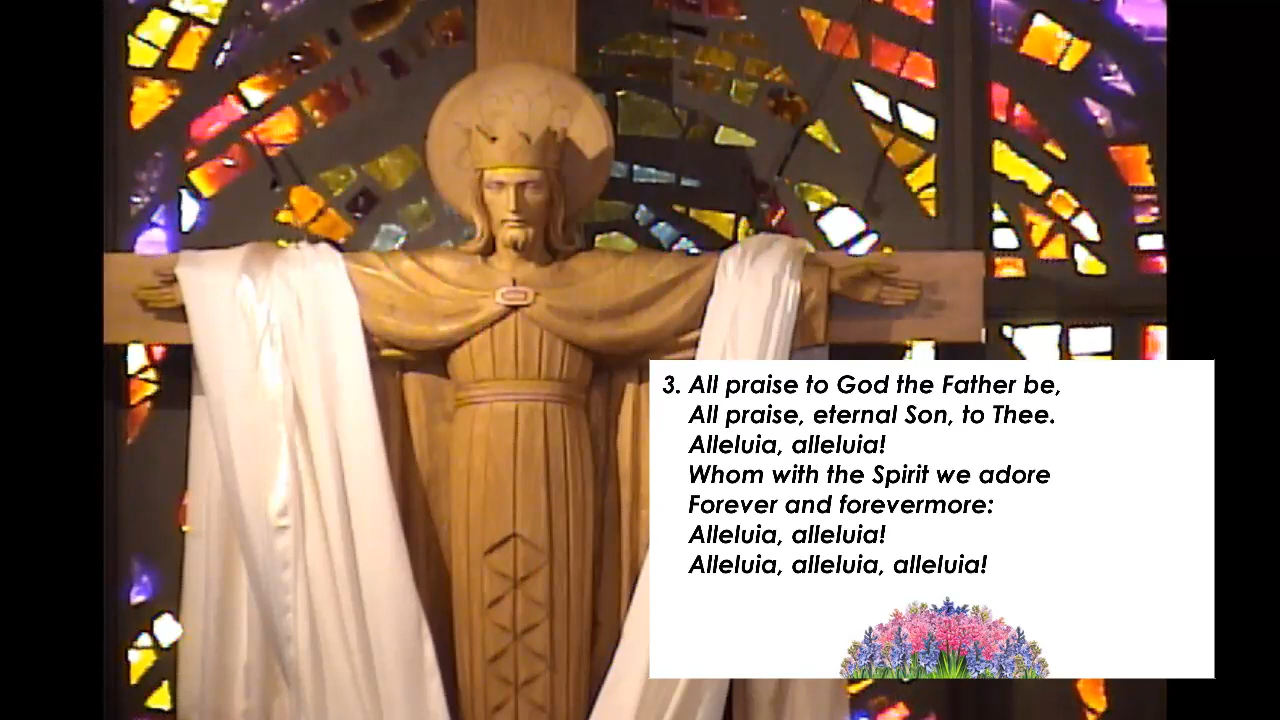 3. All praise to God the Father be,
All praise, eternal Son, to Thee.
Alleluia, alleluia!
Whom with the Spirit we adore
Forever and forevermore:
Alleluia, alleluia!
Alleluia, alleluia, alleluia!